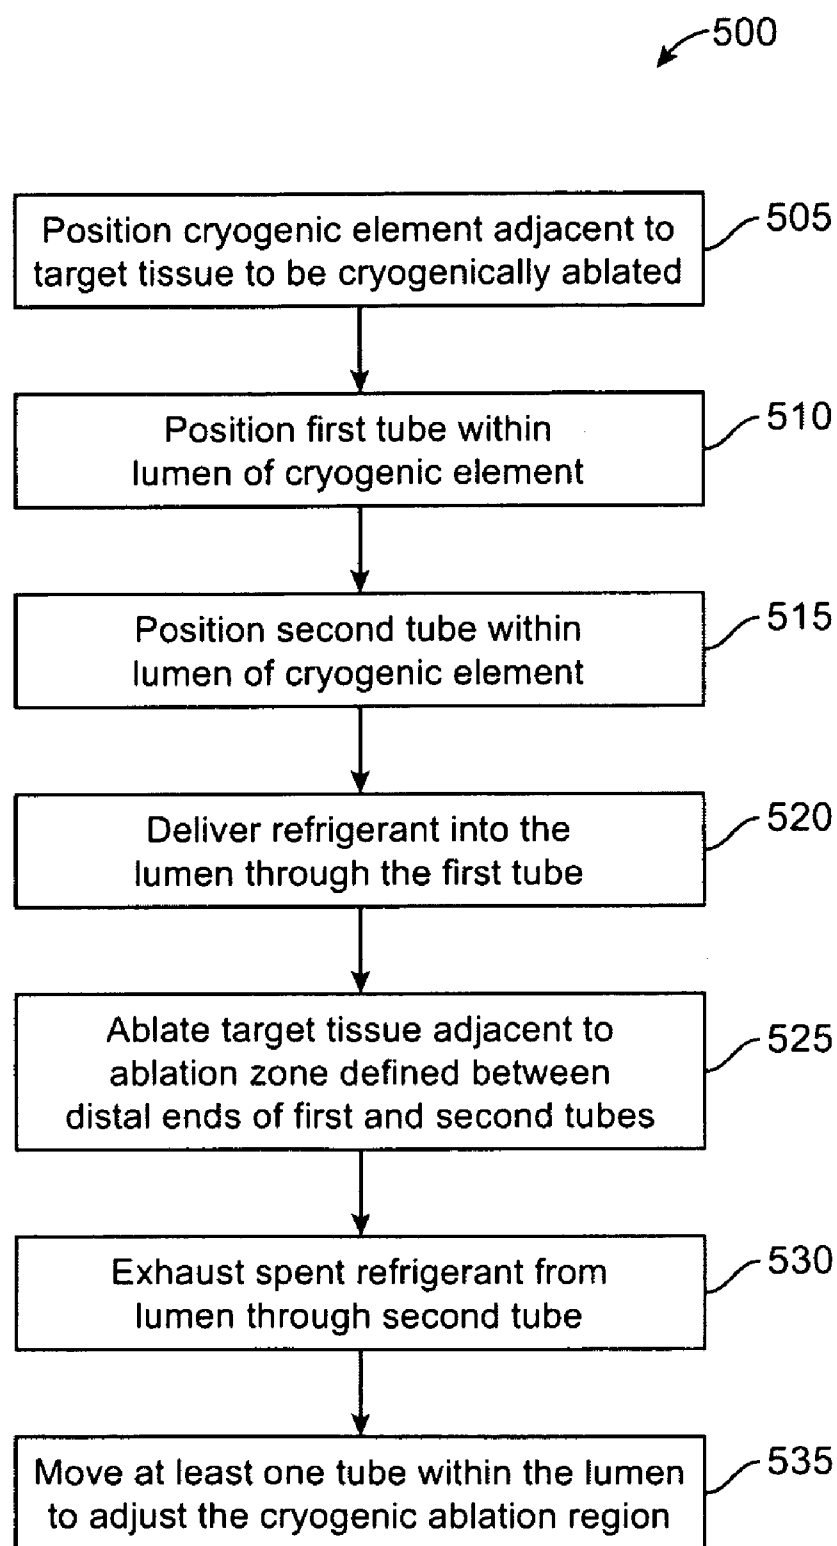 500
Position cryogenic element adjacent to
target tissue to be cryogenically ablated
505
Position first tube within
lumen of cryogenic element
510
Position second tube within
lumen of cryogenic element
515
Deliver refrigerant into the
lumen through the first tube
520
Ablate target tissue adjacent to
ablation zone defined between
distal ends of first and second tubes
525
Exhaust spent refrigerant from
lumen through second tube
530
Move at least one tube within the lumen
to adjust the cryogenic ablation region
535